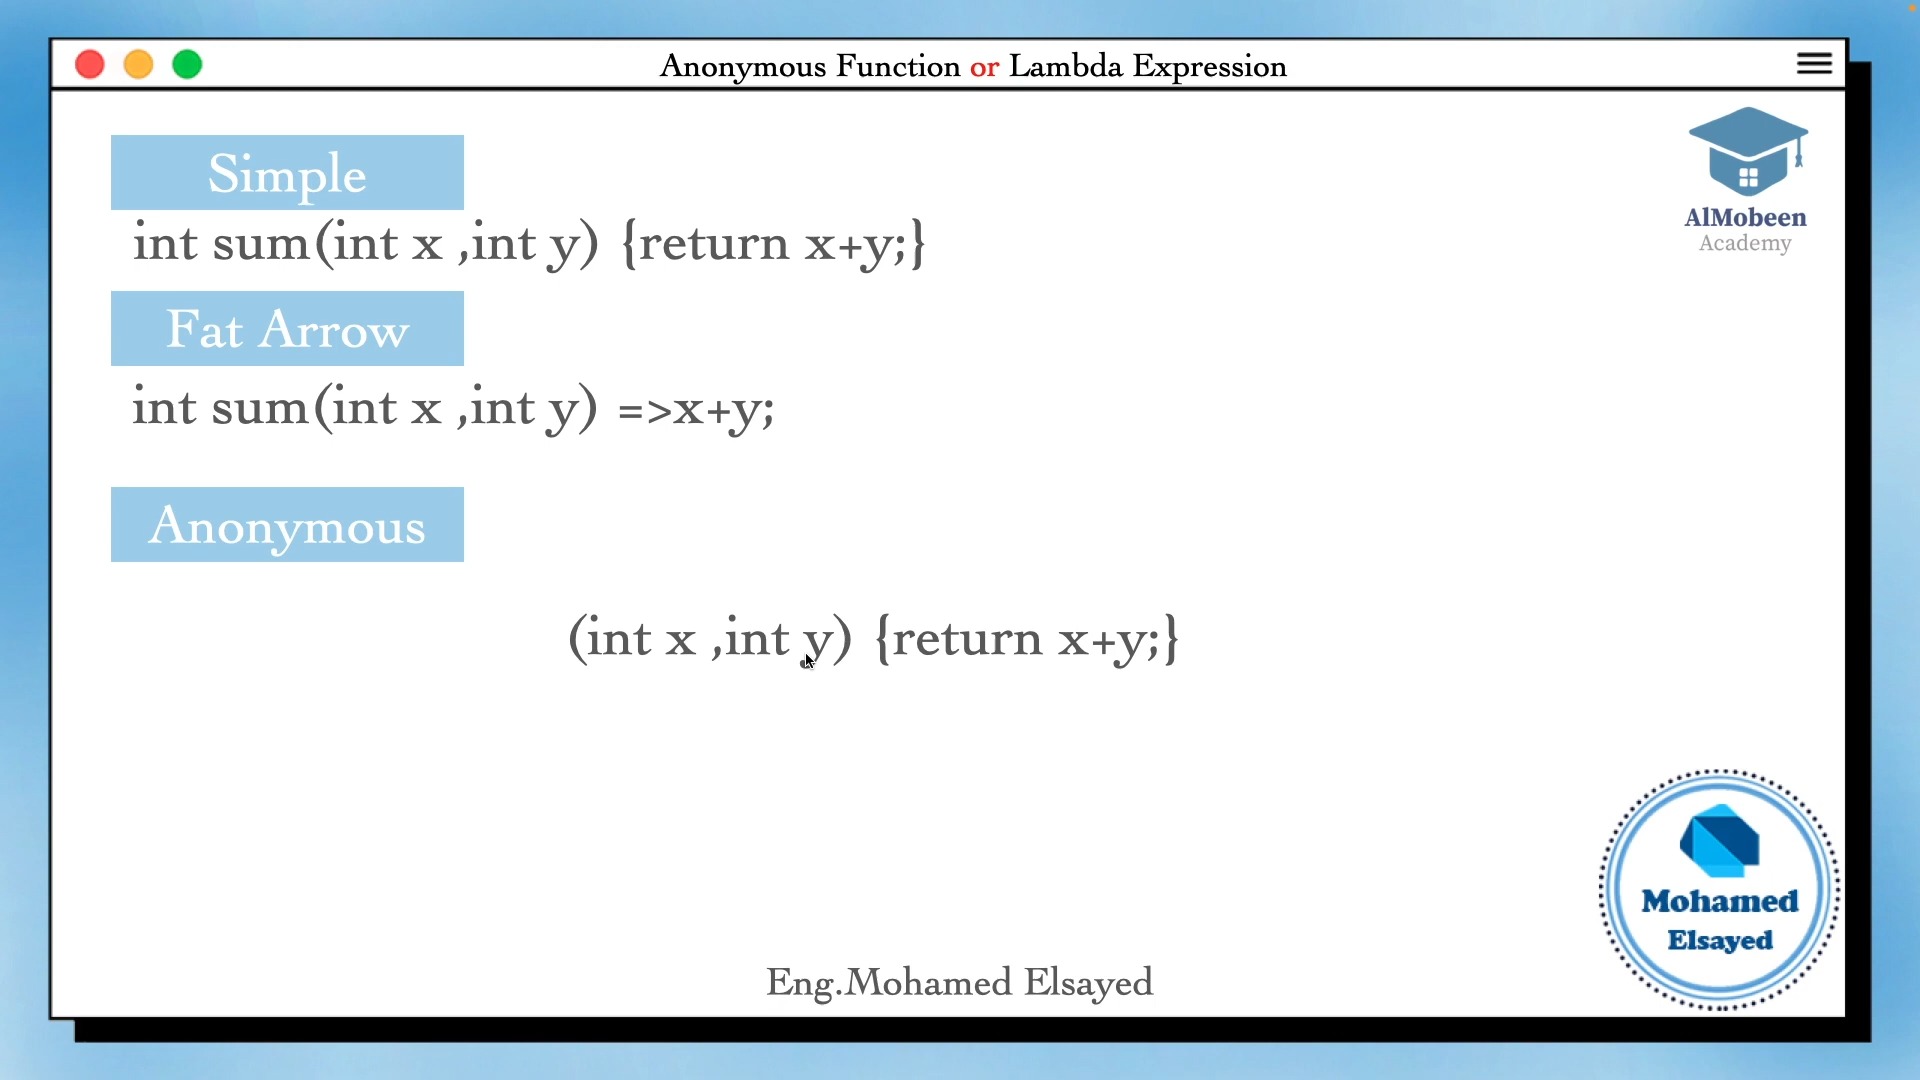 Anonymous Function or Lambda Expression
AlMobeen
Academy
Simple
int sum(int x ,int y) {return x+y;}
Fat Arrow
int sum(int x ,int y) =>x+y;
Anonymous
(int x ,int y) {return x+y;}
Mohamed
Elsayed
Eng.Mohamed Elsayed